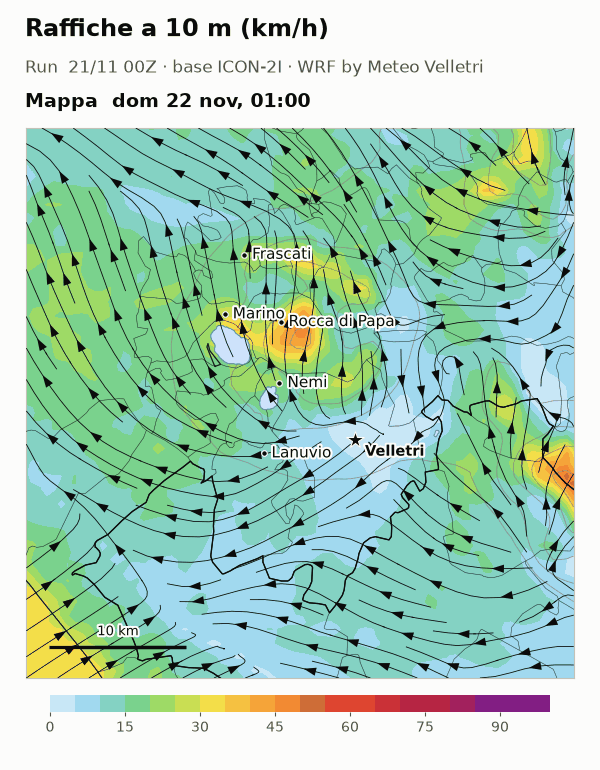 Raffiche a 10 m (km/h)
Run 21/11 00Z · base ICON-2I · WRF by Meteo Velletri
Mappa dom 22 nov, 01:00
Frascati
Marino
Rocca di Papa
Nemi
Velletri
Lanuvio
10 km
0 15 30 45 60 75 90